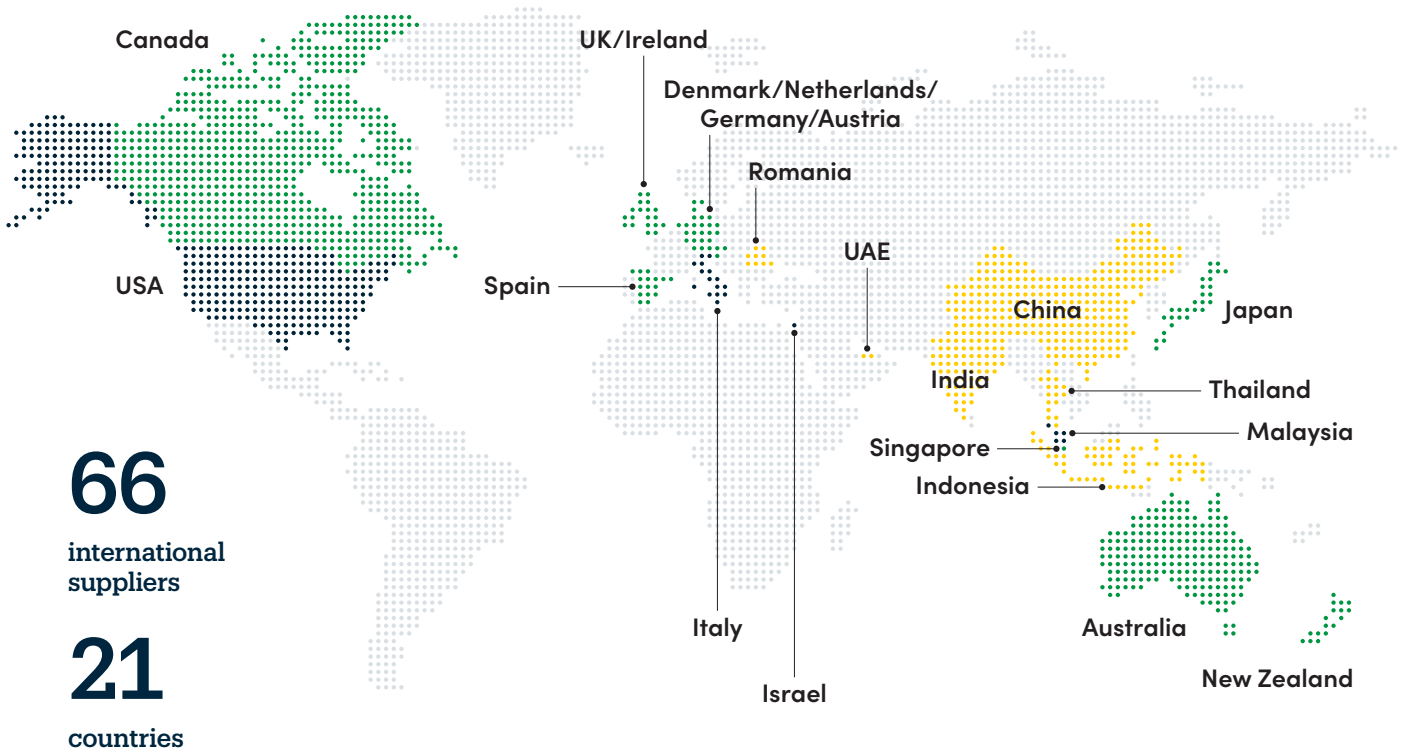 Canada
UK/Ireland
Denmark/Netherlands/
Germany/Austria
Romania
UAE
USA
Spain
China
Japan
India
Thailand
Malaysia
Singapore
Indonesia
66
international
suppliers
21
countries
Italy
Israel
Australia
New Zealand